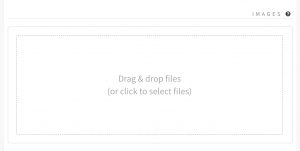 IMAGES ?
Drag & drop files
(or click to select files)